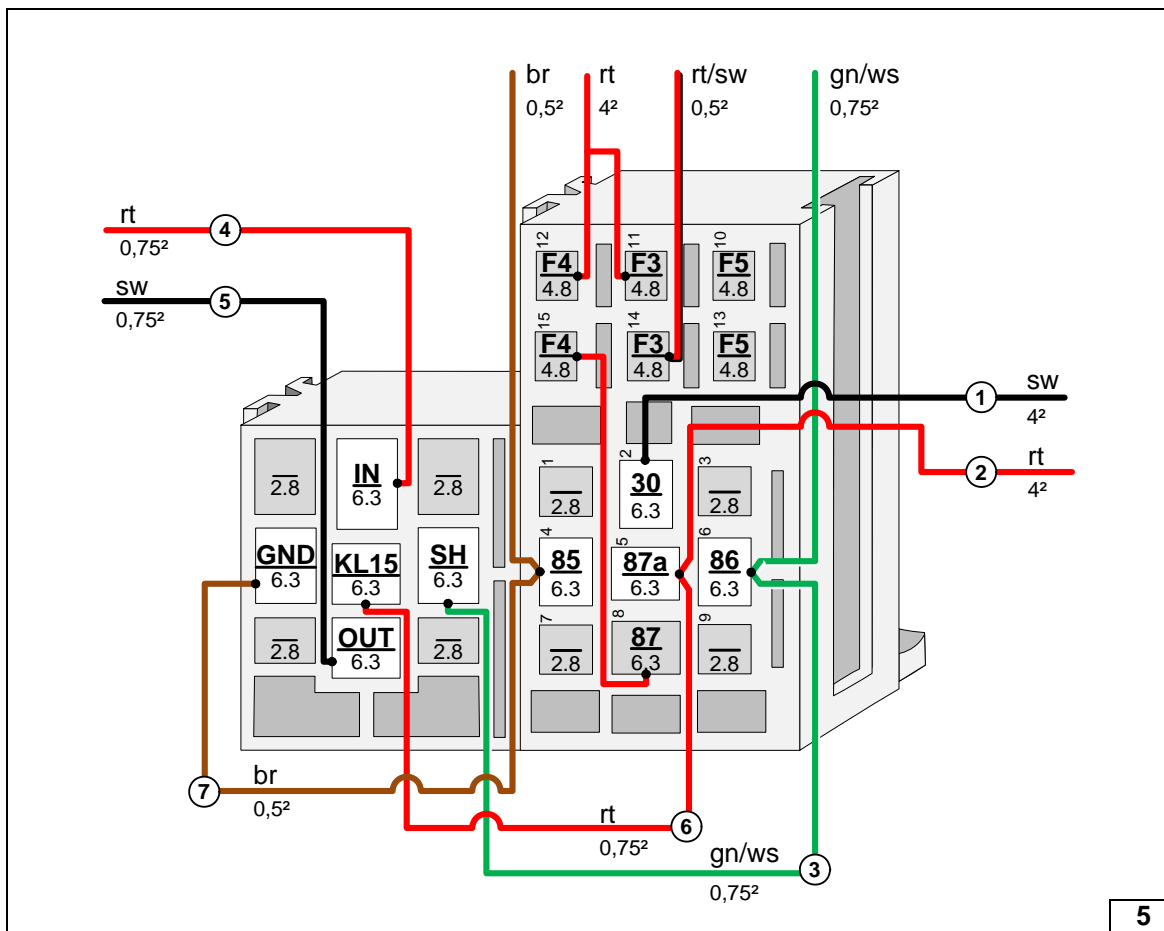 br
0,5²
rt
4²
rt/sw
0,5²
gn/ws
0,75²
rt
0,75²
4
sw
0,75²
5
12
F4
4.8
11
F3
4.8
10
F5
4.8
15
F4
4.8
14
F3
4.8
13
F5
4.8
1
sw
4²
2
rt
4²
2.8
IN
6.3
2.8
1
2.8
2
30
6.3
3
2.8
GND
6.3
KL15
6.3
SH
6.3
4
85
6.3
5
87a
6.3
6
86
6.3
2.8
OUT
6.3
2.8
7
2.8
8
87
6.3
9
2.8
7
br
0,5²
rt
0,75²
6
gn/ws
0,75²
3
5